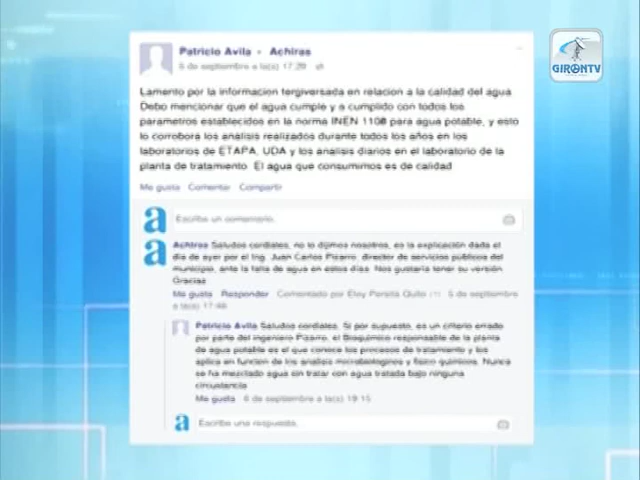 GIRONTV
Patricio Avila ▸ Achiras
5 de septiembre a la(s) 17:29
Lamento por la informacion tergiversada en relacion a la calidad del agua
Debo mencionar que el agua cumple y a cumplido con todos los
parametros establecidos en la norma INEN 1108 para agua potable, y esto
lo corrobora los analisis realizados durante todos los años en los
laboratorios de ETAPA, UDA y los analisis diarios en el laboratorio de la
planta de tratamiento. El agua que consumimos es de calidad
Me gusta Comentar Compartir
Escribe un comentario.
Achiras Saludos cordiales, no lo dijimos nosotros, es la explicación dada el
día de ayer por el Ing. Juan Carlos Pizarro, director de servicios públicos del
municipio, ante la falta de agua en estos días. Nos gustaría tener su versión.
Gracias
Me gusta Responder Comentado por Eloy Peralta Quito 5 de septiembre
a la(s) 17:46
Patricio Avila Saludos cordiales, Si por supuesto, es un criterio errado
por parte del ingeniero Pizarro, el Bioquimico responsable de la planta
de agua potable es el que conoce los procesos de tratamiento y los
aplica en funcion de los analisis microbiologinos y fisico quimicos. Nunca
se ha mezclado agua sin tratar con agua tratada bajo ninguna
circustancia
Me gusta 6 de septiembre a la(s) 19:15
Escribe una respuesta.